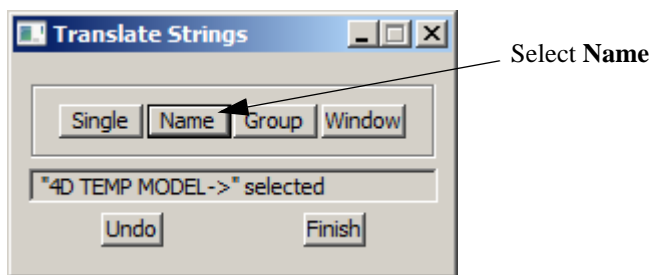 Translate Strings
Select Name
Single Name Group Window
"4D TEMP MODEL->" selected
Undo Finish